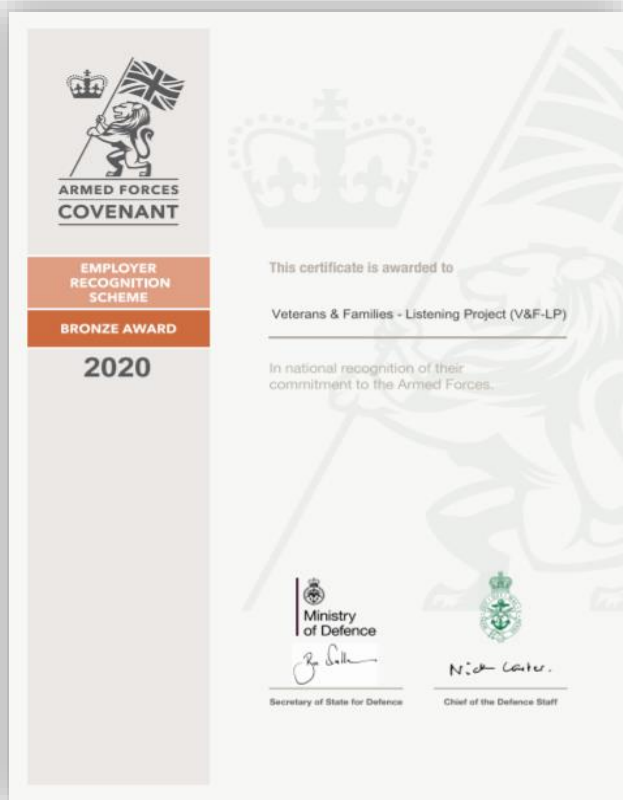 ARMED FORCES
COVENANT
EMPLOYER
RECOGNITION
SCHEME
BRONZE AWARD
2020
This certificate is awarded to
Veterans & Families - Listening Project (V&F-LP)
In national recognition of their
commitment to the Armed Forces.
Ministry
of Defence
Nick Carter.
Secretary of State for Defence
Chief of the Defence Staff